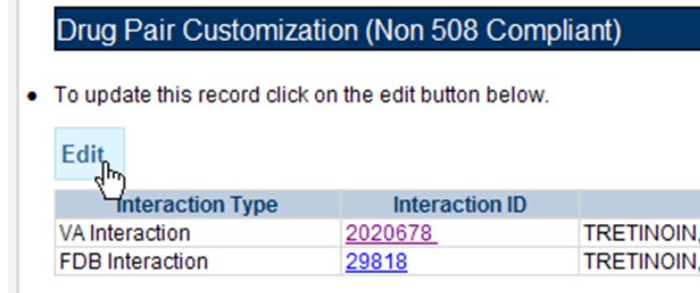 Drug Pair Customization (Non 508 Compliant)
• To update this record click on the edit button below.
Edit
Interaction Type Interaction ID
VA Interaction 2020678 TRETINOIN,
FDB Interaction 29818 TRETINOIN,